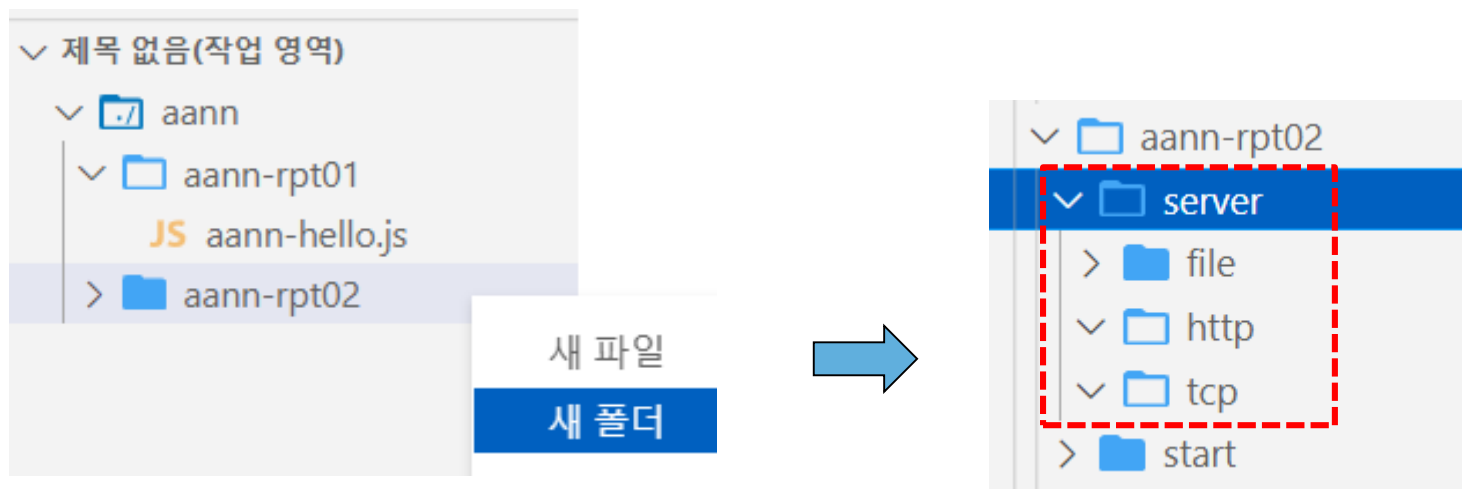 제목 없음(작업 영역)
./ aann
aann-rpt01
JS aann-hello.js
aann-rpt02
새 파일
새 폴더
aann-rpt02
server
file
http
tcp
start